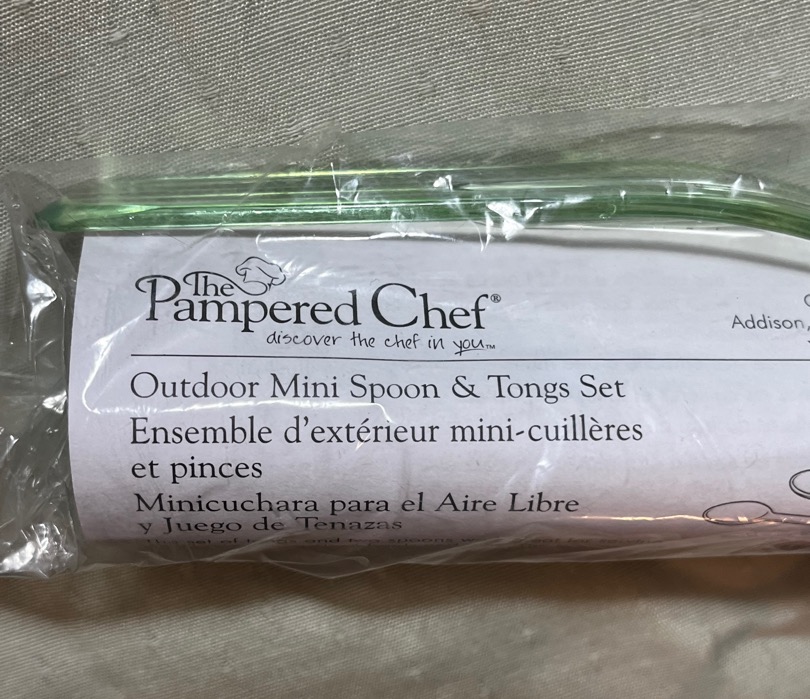 The
Pampered Chef®
discover the chef in you™
Addison,
Outdoor Mini Spoon & Tongs Set
Ensemble d'extérieur mini-cuillères
et pinces
Minicuchara para el Aire Libre
y Juego de Tenazas